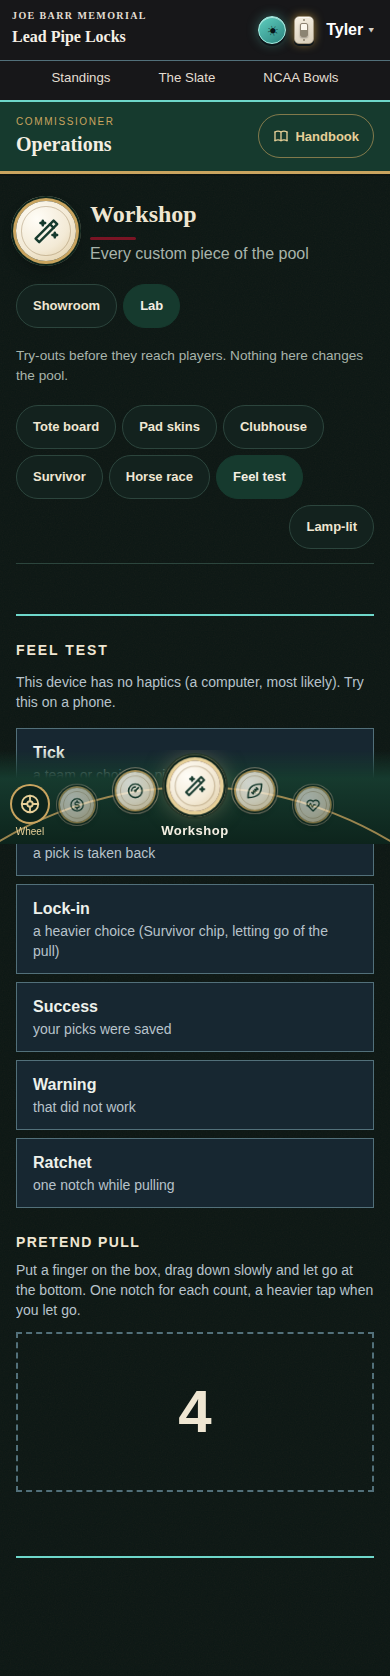 JOE BARR MEMORIAL
Lead Pipe Locks
Tyler
Standings
The Slate
NCAA Bowls
COMMISSIONER
Operations
Handbook
Workshop
Every custom piece of the pool
Showroom
Lab
Try-outs before they reach players. Nothing here changes
the pool.
Tote board
Pad skins
Clubhouse
Survivor
Horse race
Feel test
Lamp-lit
FEEL TEST
This device has no haptics (a computer, most likely). Try
this on a phone.
Tick
a team or
Wheel
Workshop
a pick is taken back
Lock-in
a heavier choice (Survivor chip, letting go of the
pull)
Success
your picks were saved
Warning
that did not work
Ratchet
one notch while pulling
PRETEND PULL
Put a finger on the box, drag down slowly and let go at
the bottom. One notch for each count, a heavier tap when
you let go.
4